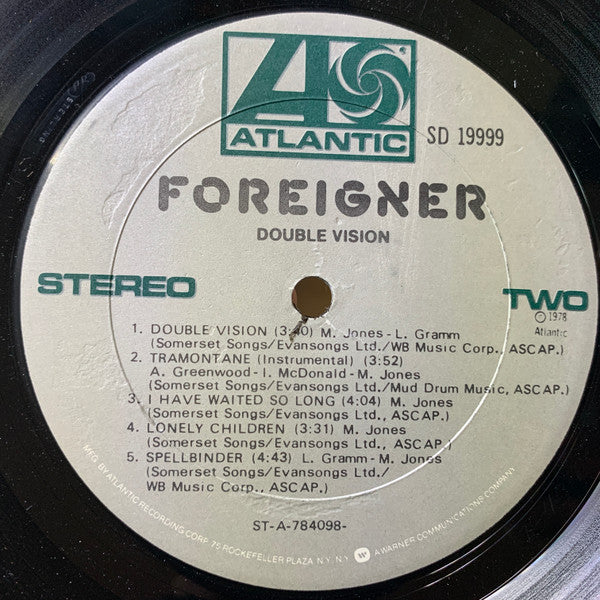 ATLANTIC
SD 19999
FOREIGNER
DOUBLE VISION
STEREO
TWO
Ⓟ 1978
Atlantic
1. DOUBLE VISION (3:40) M. Jones-L. Gramm
(Somerset Songs/Evansongs Ltd./WB Music Corp., ASCAP.)
2. TRAMONTANE (Instrumental) (3:52)
A. Greenwood-I. McDonald-M. Jones
(Somerset Songs/Evansongs Ltd./Mud Drum Music, ASCAP.)
3. I HAVE WAITED SO LONG (4:04) M. Jones
(Somerset Songs/Evansongs Ltd., ASCAP.)
4. LONELY CHILDREN (3:31) M. Jones
(Somerset Songs/Evansongs Ltd., ASCAP.)
5. SPELLBINDER (4:43) L. Gramm-M. Jones
(Somerset Songs/Evansongs Ltd./
WB Music Corp., ASCAP.)
ST-A-784098-
MFG. BY ATLANTIC RECORDING CORP. 75 ROCKEFELLER PLAZA N.Y. N.Y. A WARNER COMMUNICATIONS COMPANY